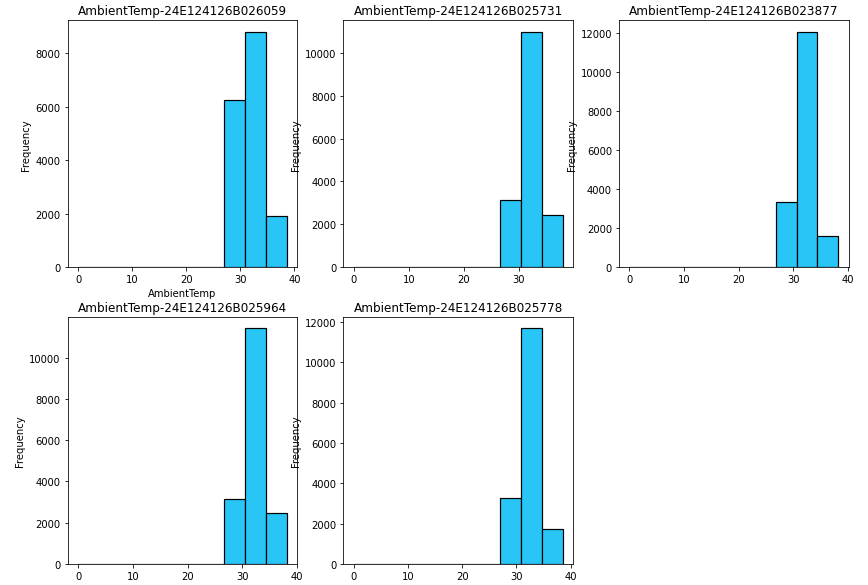 AmbientTemp-24E124126B026059
Frequency
8000
6000
4000
2000
0
0 10 20 30 40
AmbientTemp
AmbientTemp-24E124126B025731
Frequency
10000
8000
6000
4000
2000
0
0 10 20 30
AmbientTemp-24E124126B023877
Frequency
12000
10000
8000
6000
4000
2000
0
0 10 20 30 40
AmbientTemp-24E124126B025964
Frequency
10000
8000
6000
4000
2000
0
0 10 20 30 40
AmbientTemp-24E124126B025778
Frequency
12000
10000
8000
6000
4000
2000
0
0 10 20 30 40